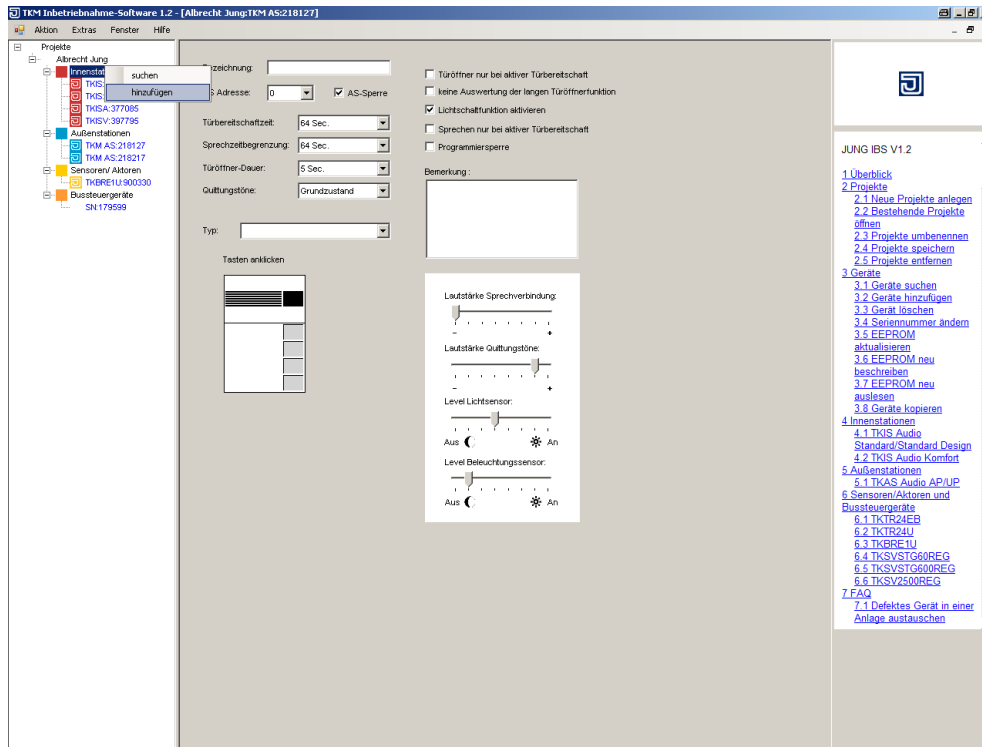 TKM Inbetriebnahme-Software 1.2 - [Albrecht Jung:TKM AS:218127]
Aktion Extras Fenster Hilfe
Projekte
Albrecht Jung
Innenstat
suchen
hinzufügen
TKIS:
TKIS:
TKISA:377085
TKISV:397795
Außenstationen
TKM AS:218127
TKM AS:218217
Sensoren/ Aktoren
TKBRE1U:900330
Bussteuergeräte
SN:179599
ezeichnung:
S Adresse: 0 AS-Sperre
Türbereitschaftzeit: 64 Sec.
Sprechzeitbegrenzung: 64 Sec.
Türöffner-Dauer: 5 Sec.
Quittungstöne: Grundzustand
Typ:
Tasten anklicken
Türöffner nur bei aktiver Türbereitschaft
keine Auswertung der langen Türöffnerfunktion
Lichtschaltfunktion aktivieren
Sprechen nur bei aktiver Türbereitschaft
Programmiersperre
Bemerkung :
Lautstärke Sprechverbindung:
- +
Lautstärke Quittungstöne:
- +
Level Lichtsensor:
Aus An
Level Beleuchtungssensor:
Aus An
JUNG IBS V1.2
1 Überblick
2 Projekte
2.1 Neue Projekte anlegen
2.2 Bestehende Projekte
öffnen
2.3 Projekte umbenennen
2.4 Projekte speichern
2.5 Projekte entfernen
3 Geräte
3.1 Geräte suchen
3.2 Geräte hinzufügen
3.3 Gerät löschen
3.4 Seriennummer ändern
3.5 EEPROM
aktualisieren
3.6 EEPROM neu
beschreiben
3.7 EEPROM neu
auslesen
3.8 Geräte kopieren
4 Innenstationen
4.1 TKIS Audio
Standard/Standard Design
4.2 TKIS Audio Komfort
5 Außenstationen
5.1 TKAS Audio AP/UP
6 Sensoren/Aktoren und
Bussteuergeräte
6.1 TKTR24EB
6.2 TKTR24U
6.3 TKBRE1U
6.4 TKSVSTG60REG
6.5 TKSVSTG600REG
6.6 TKSV2500REG
7 FAQ
7.1 Defektes Gerät in einer
Anlage austauschen